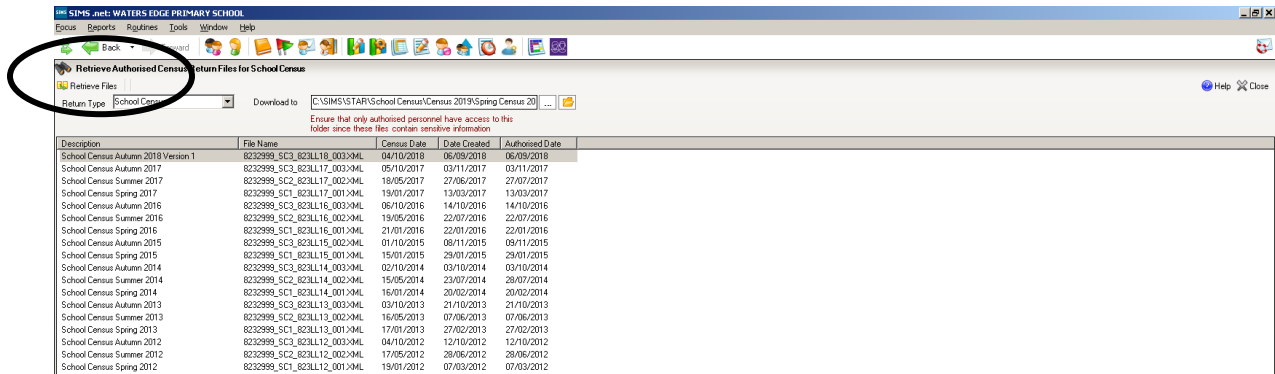 SIMS .net: WATERS EDGE PRIMARY SCHOOL
Focus Reports Routines Tools Window Help
Back
Retrieve Authorised Census Return Files for School Census
Retrieve Files Help Close
Return Type School Census Download to C:\SIMS\STAR\School Census\Census 2019\Spring Census 20 ...
Ensure that only authorised personnel have access to this
folder since these files contain sensitive information
Description File Name Census Date Date Created Authorised Date
School Census Autumn 2018 Version 1 8232999_SC3_823LL18_003.XML 04/10/2018 06/09/2018 06/09/2018
School Census Autumn 2017 8232999_SC3_823LL17_003.XML 05/10/2017 03/11/2017 03/11/2017
School Census Summer 2017 8232999_SC2_823LL17_002.XML 18/05/2017 27/06/2017 27/07/2017
School Census Spring 2017 8232999_SC1_823LL17_001.XML 19/01/2017 13/03/2017 13/03/2017
School Census Autumn 2016 8232999_SC3_823LL16_003.XML 06/10/2016 14/10/2016 14/10/2016
School Census Summer 2016 8232999_SC2_823LL16_002.XML 19/05/2016 22/07/2016 22/07/2016
School Census Spring 2016 8232999_SC1_823LL16_001.XML 21/01/2016 22/01/2016 22/01/2016
School Census Autumn 2015 8232999_SC3_823LL15_002.XML 01/10/2015 08/11/2015 09/11/2015
School Census Spring 2015 8232999_SC1_823LL15_001.XML 15/01/2015 29/01/2015 29/01/2015
School Census Autumn 2014 8232999_SC3_823LL14_003.XML 02/10/2014 03/10/2014 03/10/2014
School Census Summer 2014 8232999_SC2_823LL14_002.XML 15/05/2014 23/07/2014 28/07/2014
School Census Spring 2014 8232999_SC1_823LL14_001.XML 16/01/2014 20/02/2014 20/02/2014
School Census Autumn 2013 8232999_SC3_823LL13_003.XML 03/10/2013 21/10/2013 21/10/2013
School Census Summer 2013 8232999_SC2_823LL13_002.XML 16/05/2013 07/06/2013 07/06/2013
School Census Spring 2013 8232999_SC1_823LL13_001.XML 17/01/2013 27/02/2013 27/02/2013
School Census Autumn 2012 8232999_SC3_823LL12_003.XML 04/10/2012 12/10/2012 12/10/2012
School Census Summer 2012 8232999_SC2_823LL12_002.XML 17/05/2012 28/06/2012 28/06/2012
School Census Spring 2012 8232999_SC1_823LL12_001.XML 19/01/2012 07/03/2012 07/03/2012